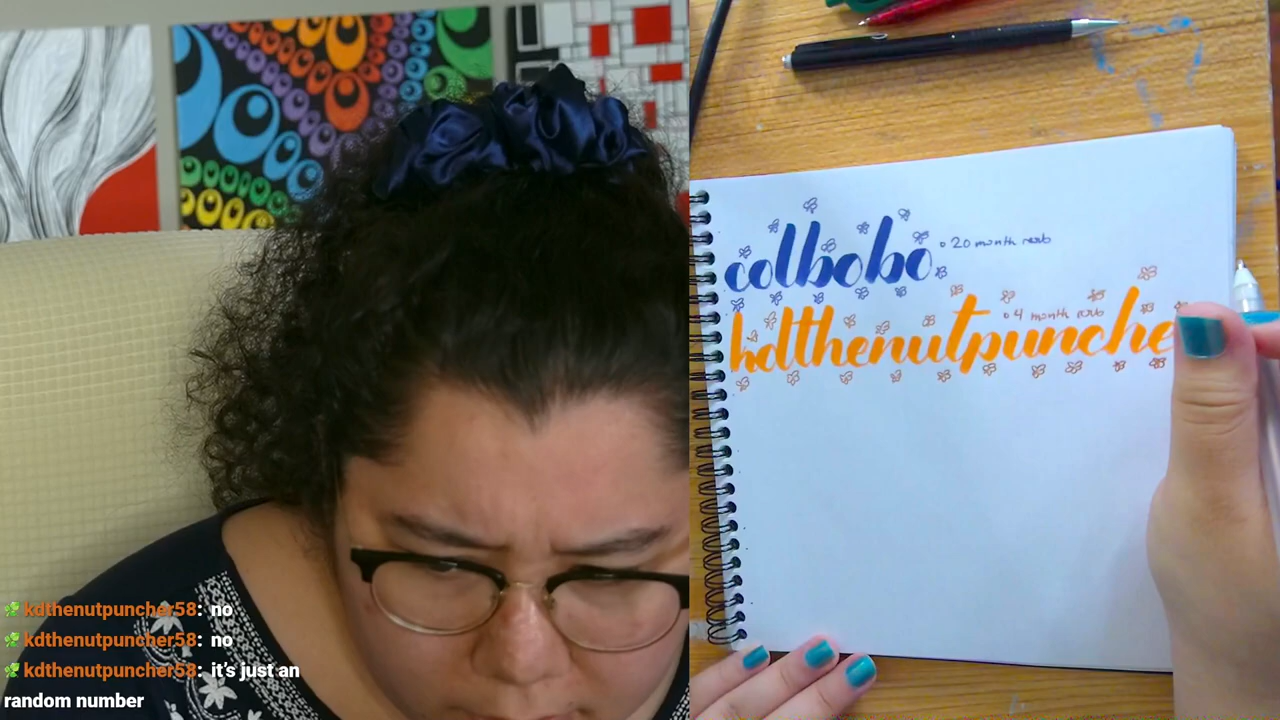 colbobo
20 month resub
kdthenutpunche
4 month resub
kdthenutpuncher58: no
kdthenutpuncher58: no
kdthenutpuncher58: it's just an
random number